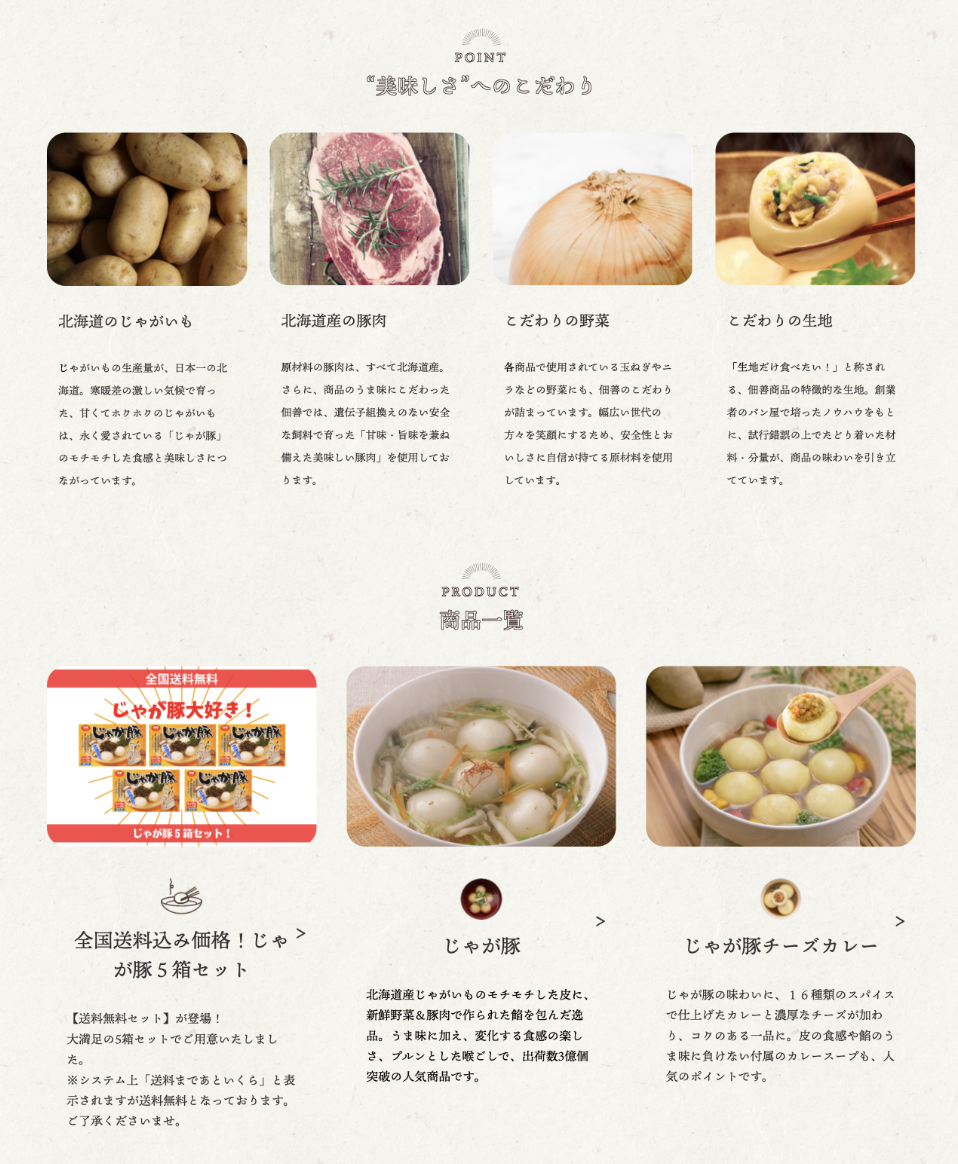 POINT
“美味しさ”へのこだわり
北海道のじゃがいも
じゃがいもの生産量が、日本一の北
海道。寒暖差の激しい気候で育っ
た、甘くてホクホクのじゃがいも
は、永く愛されている「じゃが豚」
のモチモチした食感と美味しさにつ
ながっています。
北海道産の豚肉
原材料の豚肉は、すべて北海道産。
さらに、商品のうま味にこだわった
佃善では、遺伝子組換えのない安全
な飼料で育った「甘味・旨味を兼ね
備えた美味しい豚肉」を使用してお
ります。
こだわりの野菜
各商品で使用されている玉ねぎやニ
ラなどの野菜にも、佃善のこだわり
が詰まっています。幅広い世代の
方々を笑顔にするため、安全性とお
いしさに自信が持てる原材料を使用
しています。
こだわりの生地
「生地だけ食べたい！」と称され
る、佃善商品の特徴的な生地。創業
者のパン屋で培ったノウハウをもと
に、試行錯誤の上でたどり着いた材
料・分量が、商品の味わいを引き立
てています。
PRODUCT
商品一覧
全国送料無料
じゃが豚大好き！
じゃが豚
じゃが豚
じゃが豚
じゃが豚
じゃが豚
じゃが豚５箱セット！
全国送料込み価格！じゃ
が豚５箱セット
【送料無料セット】が登場！
大満足の5箱セットでご用意いたしまし
た。
※システム上「送料まであといくら」と表
示されますが送料無料となっております。
ご了承くださいませ。
じゃが豚
北海道産じゃがいものモチモチした皮に、
新鮮野菜＆豚肉で作られた餡を包んだ逸
品。うま味に加え、変化する食感の楽し
さ、プルンとした喉ごしで、出荷数3億個
突破の人気商品です。
じゃが豚チーズカレー
じゃが豚の味わいに、１６種類のスパイス
で仕上げたカレーと濃厚なチーズが加わ
り、コクのある一品に。皮の食感や餡のう
ま味に負けない付属のカレースープも、人
気のポイントです。